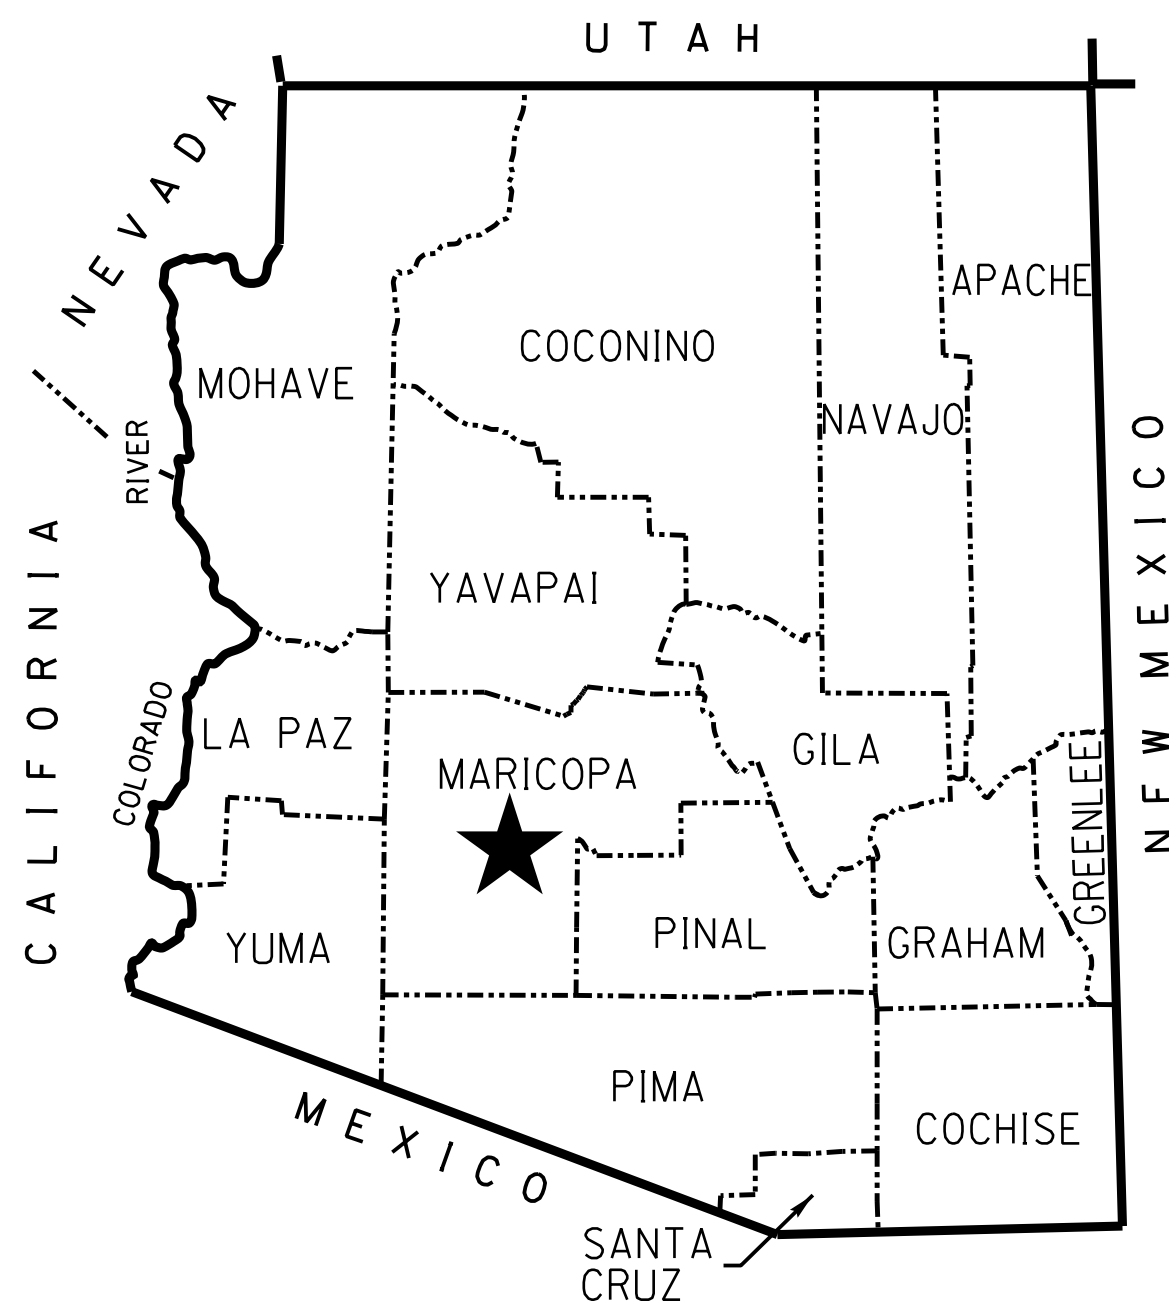 UTAH
NEVADA
APACHE
COCONINO
MOHAVE
NAVAJO
RIVER
NEW MEXICO
CALIFORNIA
YAVAPAI
COLORADO
LA PAZ
GILA
MARICOPA
GREENLEE
PINAL
GRAHAM
YUMA
PIMA
MEXICO
COCHISE
SANTA
CRUZ